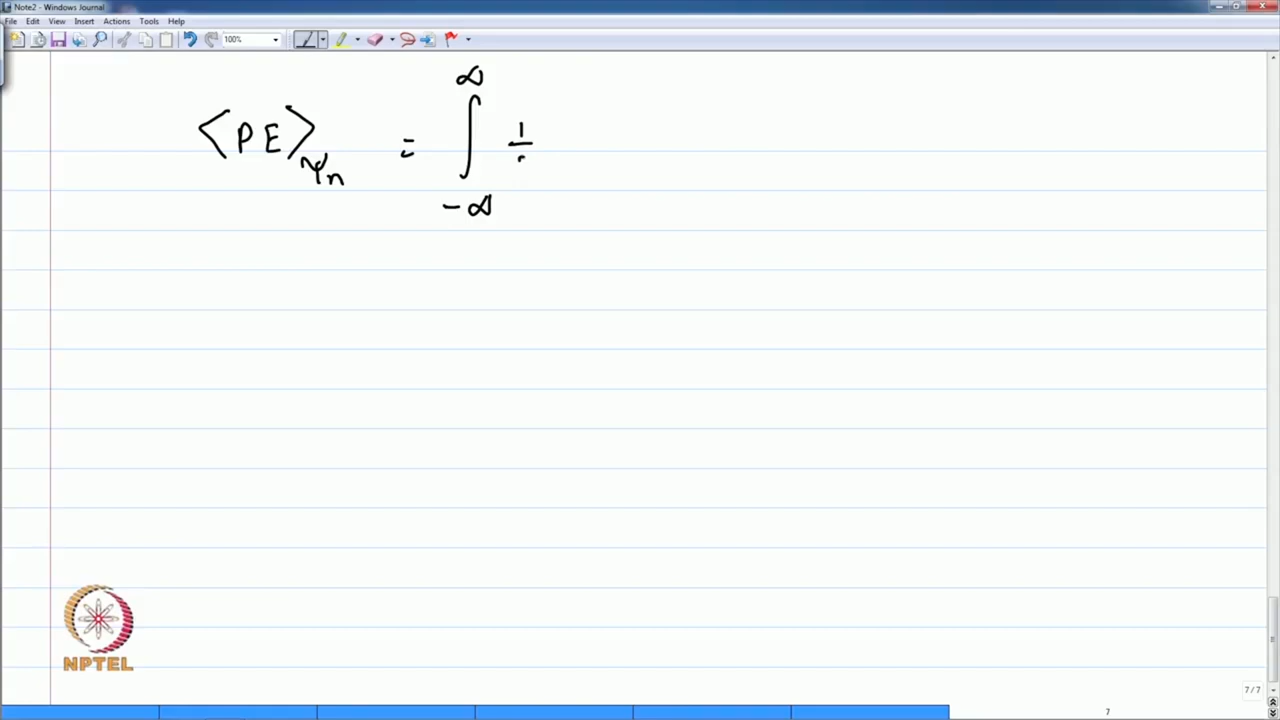 Note2 - Windows Journal
File Edit View Insert Actions Tools Help
100%
∞
⟨PE⟩ψn = ∫ 1/
-∞
NPTEL
7 / 7
7